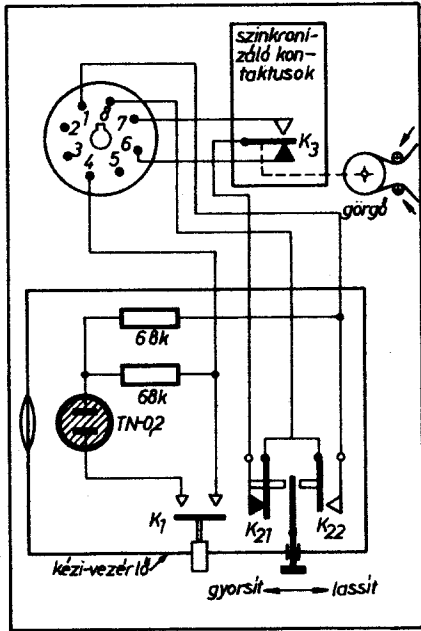 szinkroni-
záló kon-
taktusok
1
8
7
2
6
3
4
5
K3
görgő
68k
68k
TN-0,2
K1
K21
K22
kézi-vezérlő
gyorsít
lassít